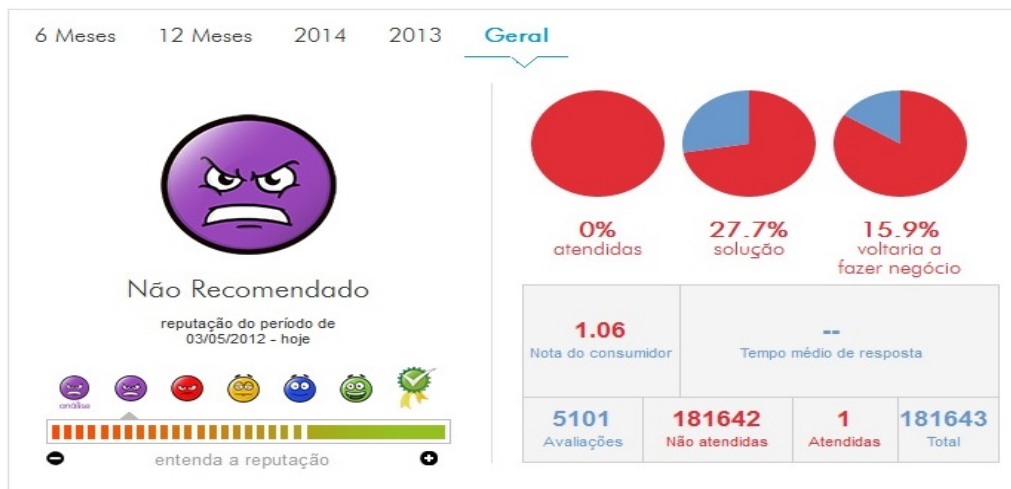 6 Meses 12 Meses 2014 2013 Geral
Não Recomendado
reputação do período de
03/05/2012 - hoje
análise
entenda a reputação
0%
atendidas
27.7%
solução
15.9%
voltaria a
fazer negócio
1.06
Nota do consumidor
--
Tempo médio de resposta
5101
Avaliações
181642
Não atendidas
1
Atendidas
181643
Total